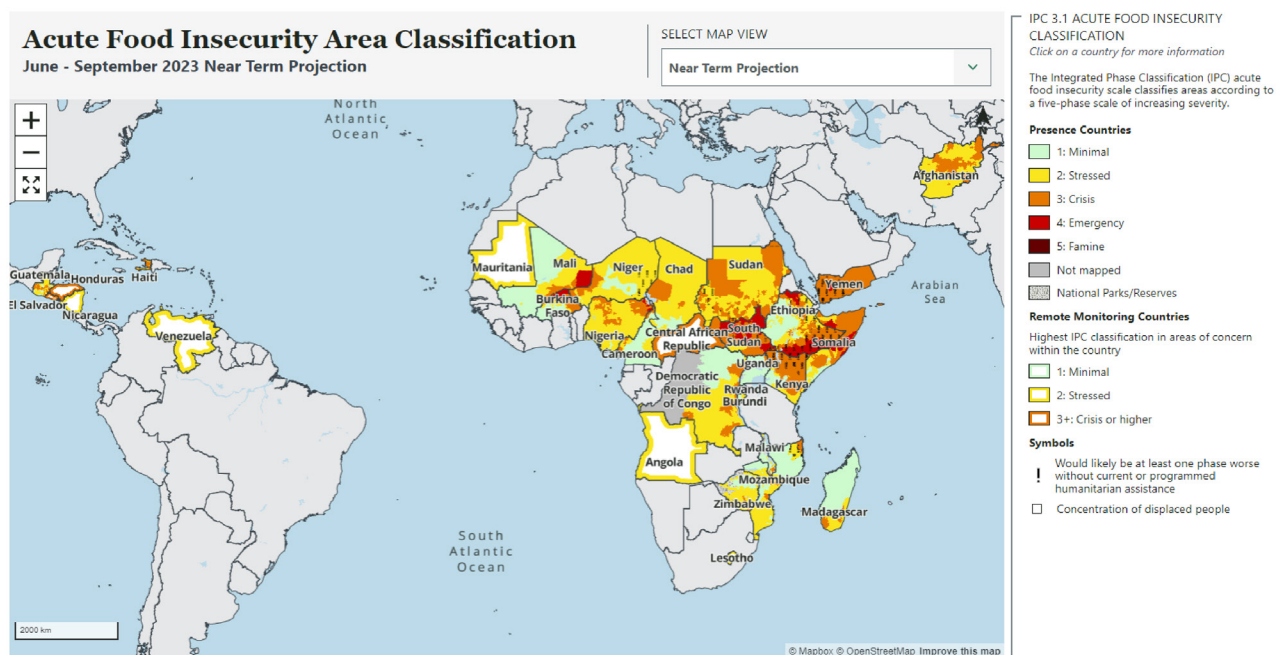 Acute Food Insecurity Area Classification
June - September 2023 Near Term Projection
SELECT MAP VIEW
Near Term Projection
+
−
North
Atlantic
Ocean
Guatemala
Honduras
Haiti
El Salvador
Nicaragua
Venezuela
Mauritania
Mali
Niger
Chad
Sudan
Burkina
Faso
Nigeria
Cameroon
Central African
Republic
South
Sudan
Ethiopia
Yemen
Somalia
Uganda
Kenya
Democratic
Republic
of Congo
Rwanda
Burundi
Angola
Malawi
Mozambique
Zimbabwe
Madagascar
Lesotho
Afghanistan
Arabian
Sea
South
Atlantic
Ocean
2000 km
© Mapbox © OpenStreetMap Improve this map
IPC 3.1 ACUTE FOOD INSECURITY
CLASSIFICATION
Click on a country for more information
The Integrated Phase Classification (IPC) acute
food insecurity scale classifies areas according to
a five-phase scale of increasing severity.
Presence Countries
1: Minimal
2: Stressed
3: Crisis
4: Emergency
5: Famine
Not mapped
National Parks/Reserves
Remote Monitoring Countries
Highest IPC classification in areas of concern
within the country
1: Minimal
2: Stressed
3+: Crisis or higher
Symbols
! Would likely be at least one phase worse
without current or programmed
humanitarian assistance
Concentration of displaced people